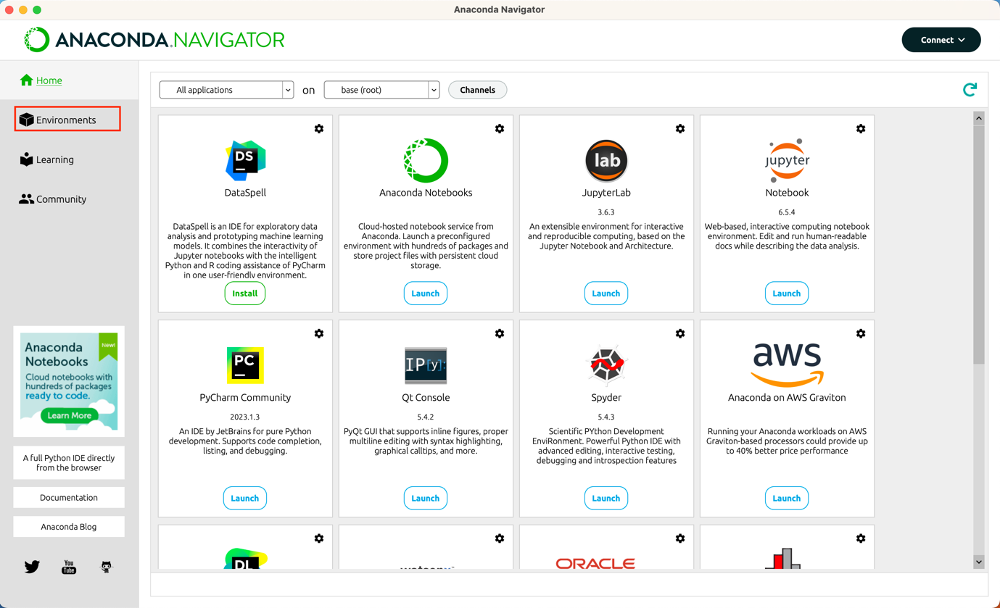 Anaconda Navigator
ANACONDA.NAVIGATOR
Connect
Home
Environments
Learning
Community
Anaconda
Notebooks
New!
Cloud notebooks with
hundreds of packages
ready to code.
Learn More
A full Python IDE directly
from the browser
Documentation
Anaconda Blog
You
Tube
All applications
on
base (root)
Channels
DS
DataSpell
DataSpell is an IDE for exploratory data
analysis and prototyping machine learning
models. It combines the interactivity of
Jupyter notebooks with the intelligent
Python and R coding assistance of PyCharm
in one user-friendly environment.
Install
Anaconda Notebooks
Cloud-hosted notebook service from
Anaconda. Launch a preconfigured
environment with hundreds of packages and
store project files with persistent cloud
storage.
Launch
lab
JupyterLab
3.6.3
An extensible environment for interactive
and reproducible computing, based on the
Jupyter Notebook and Architecture.
Launch
jupyter
Notebook
6.5.4
Web-based, interactive computing notebook
environment. Edit and run human-readable
docs while describing the data analysis.
Launch
PC
PyCharm Community
2023.1.3
An IDE by JetBrains for pure Python
development. Supports code completion,
listing, and debugging.
Launch
IP[y]:
Qt Console
5.4.2
PyQt GUI that supports inline figures, proper
multiline editing with syntax highlighting,
graphical calltips, and more.
Launch
Spyder
5.4.3
Scientific PYthon Development
EnviRonment. Powerful Python IDE with
advanced editing, interactive testing,
debugging and introspection features
Launch
aws
Anaconda on AWS Graviton
Running your Anaconda workloads on AWS
Graviton-based processors could provide up
to 40% better price performance
Launch
DL
ORACLE